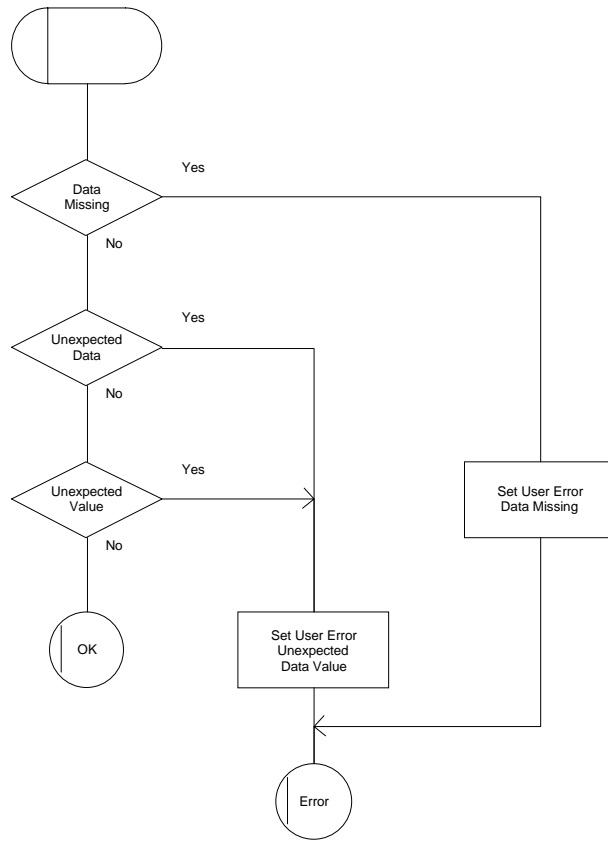 Yes
Data
Missing
No
Yes
Unexpected
Data
No
Yes
Unexpected
Value
No
Set User Error
Data Missing
OK
Set User Error
Unexpected
Data Value
Error